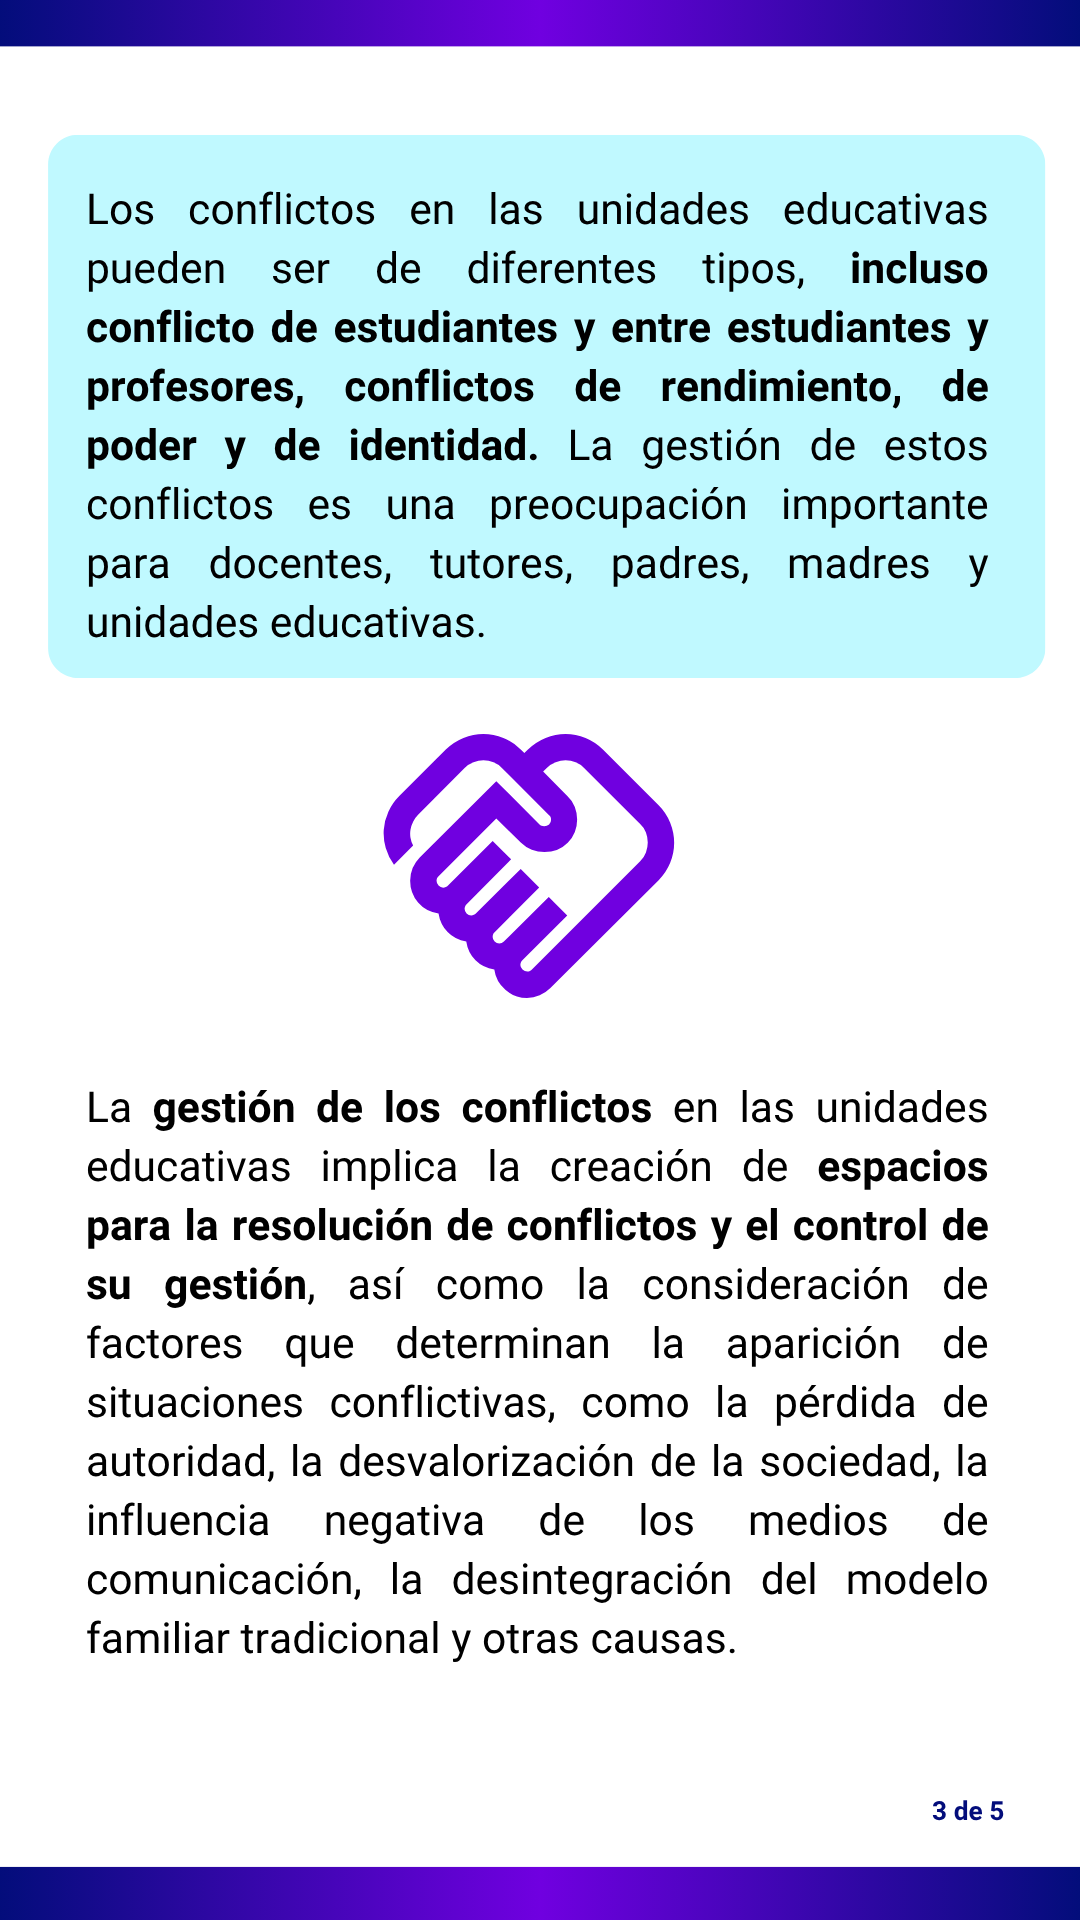 Los conflictos en las unidades educativas
pueden ser de diferentes tipos, incluso
conflicto de estudiantes y entre estudiantes y
profesores, conflictos de rendimiento, de
poder y de identidad. La gestión de estos
conflictos es una preocupación importante
para docentes, tutores, padres, madres y
unidades educativas.
La gestión de los conflictos en las unidades
educativas implica la creación de espacios
para la resolución de conflictos y el control de
su gestión, así como la consideración de
factores que determinan la aparición de
situaciones conflictivas, como la pérdida de
autoridad, la desvalorización de la sociedad, la
influencia negativa de los medios de
comunicación, la desintegración del modelo
familiar tradicional y otras causas.
3 de 5